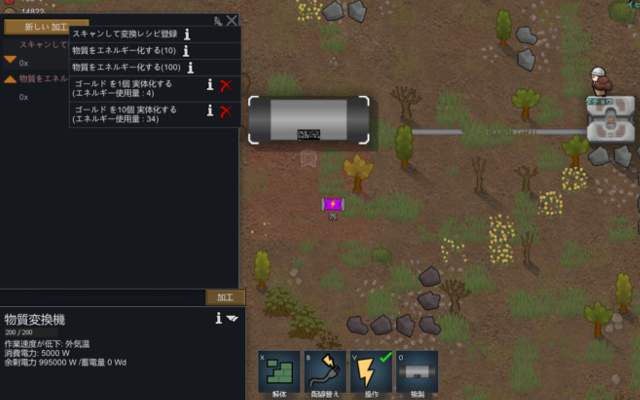 14823
新しい 加工
スキャンして変換レシピ登録
物質をエネルギー化する(10)
物質をエネルギー化する(100)
ゴールド を1個 実体化する
(エネルギー使用量 : 4)
ゴールド を10個 実体化する
(エネルギー使用量 : 34)
スキャンして
0x
物質をエネル
0x
75
加工
物質変換機
200 / 200
作業速度が低下: 外気温
消費電力: 5000 W
余剰電力 995000 W /蓄電量 0 Wd
X
解体
B
配線替え
V
操作
O
複製